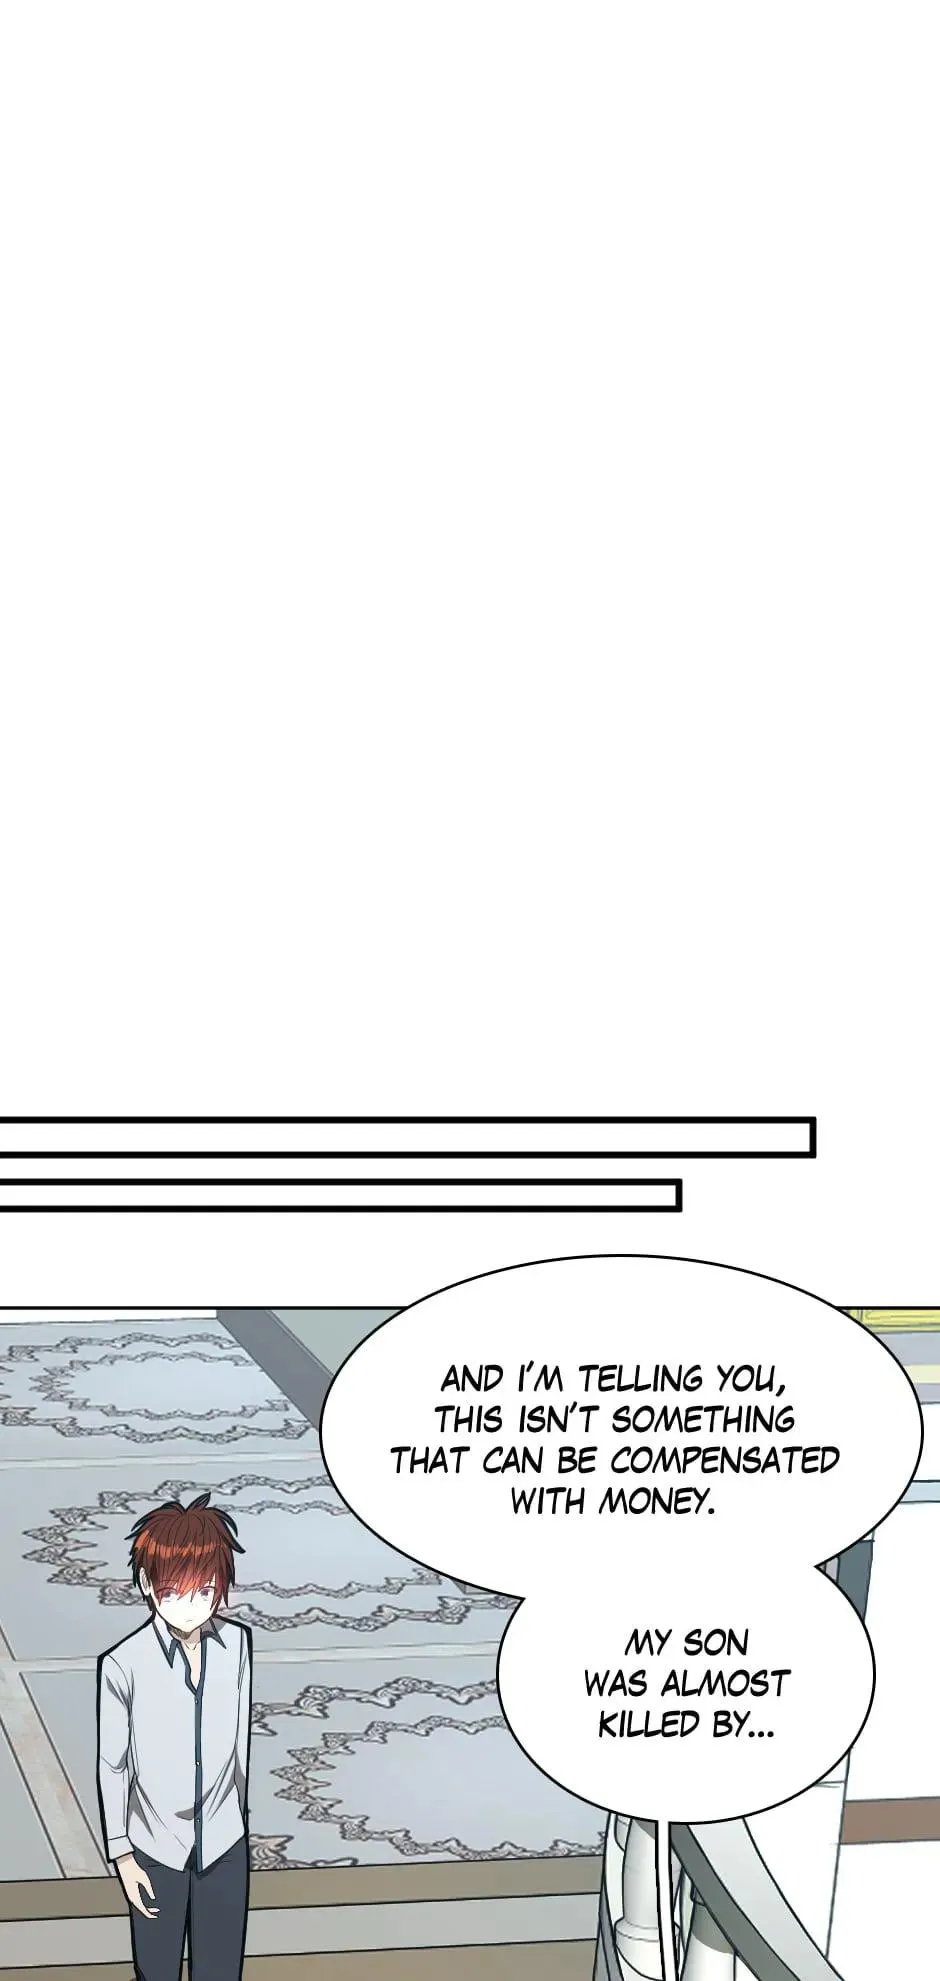 AND I'M TELLING YOU,
THIS ISN'T SOMETHING
THAT CAN BE COMPENSATED
WITH MONEY.
MY SON
WAS ALMOST
KILLED BY...